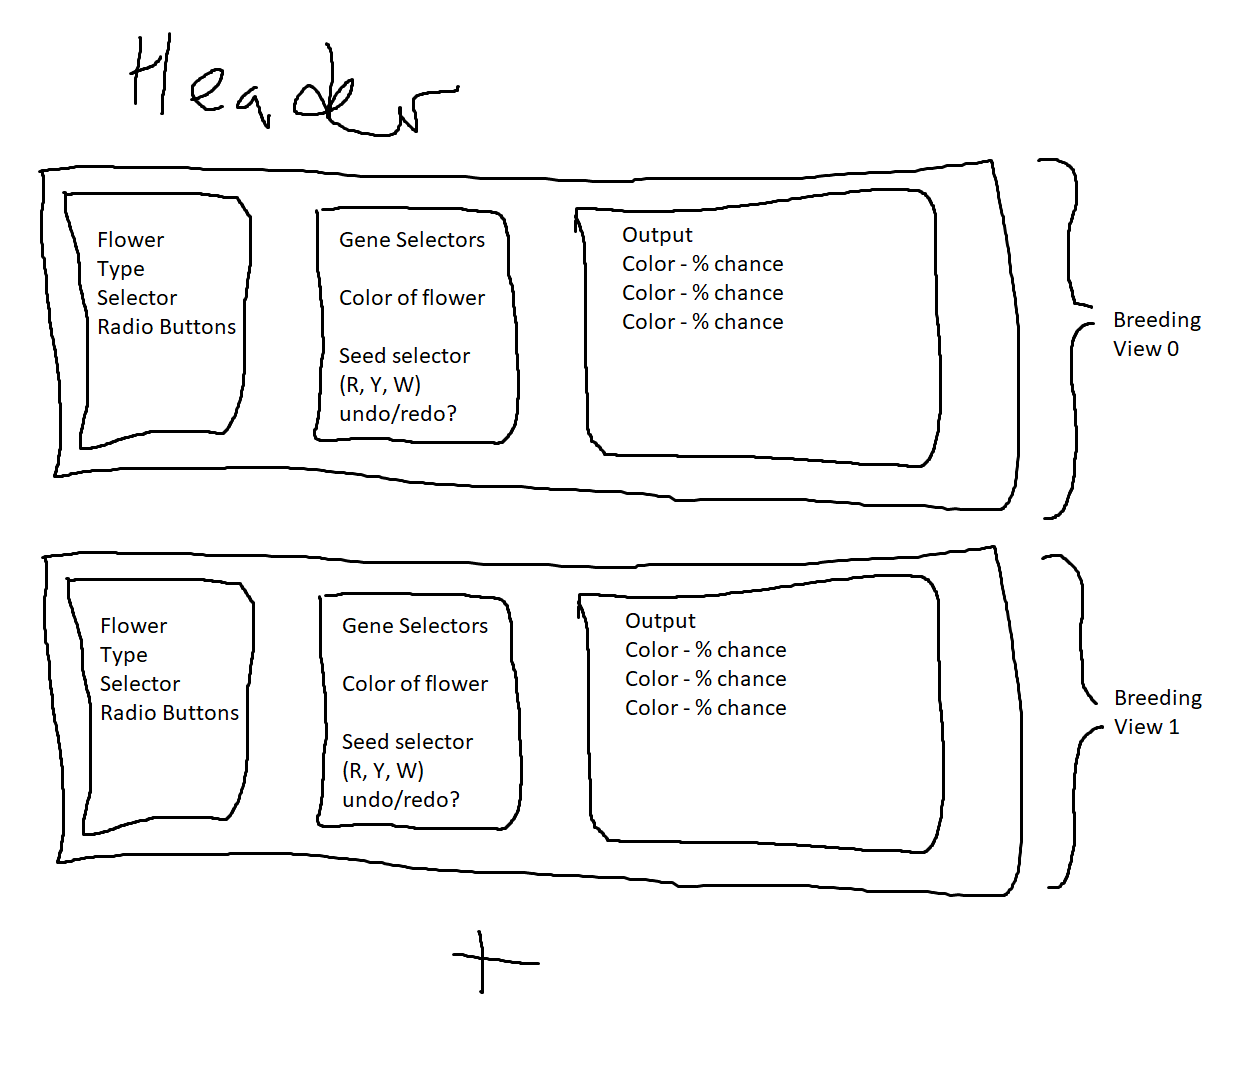 Header
Flower
Type
Selector
Radio Buttons
Gene Selectors
Color of flower
Seed selector
(R, Y, W)
undo/redo?
Output
Color - % chance
Color - % chance
Color - % chance
Breeding
View 0
Flower
Type
Selector
Radio Buttons
Gene Selectors
Color of flower
Seed selector
(R, Y, W)
undo/redo?
Output
Color - % chance
Color - % chance
Color - % chance
Breeding
View 1
+